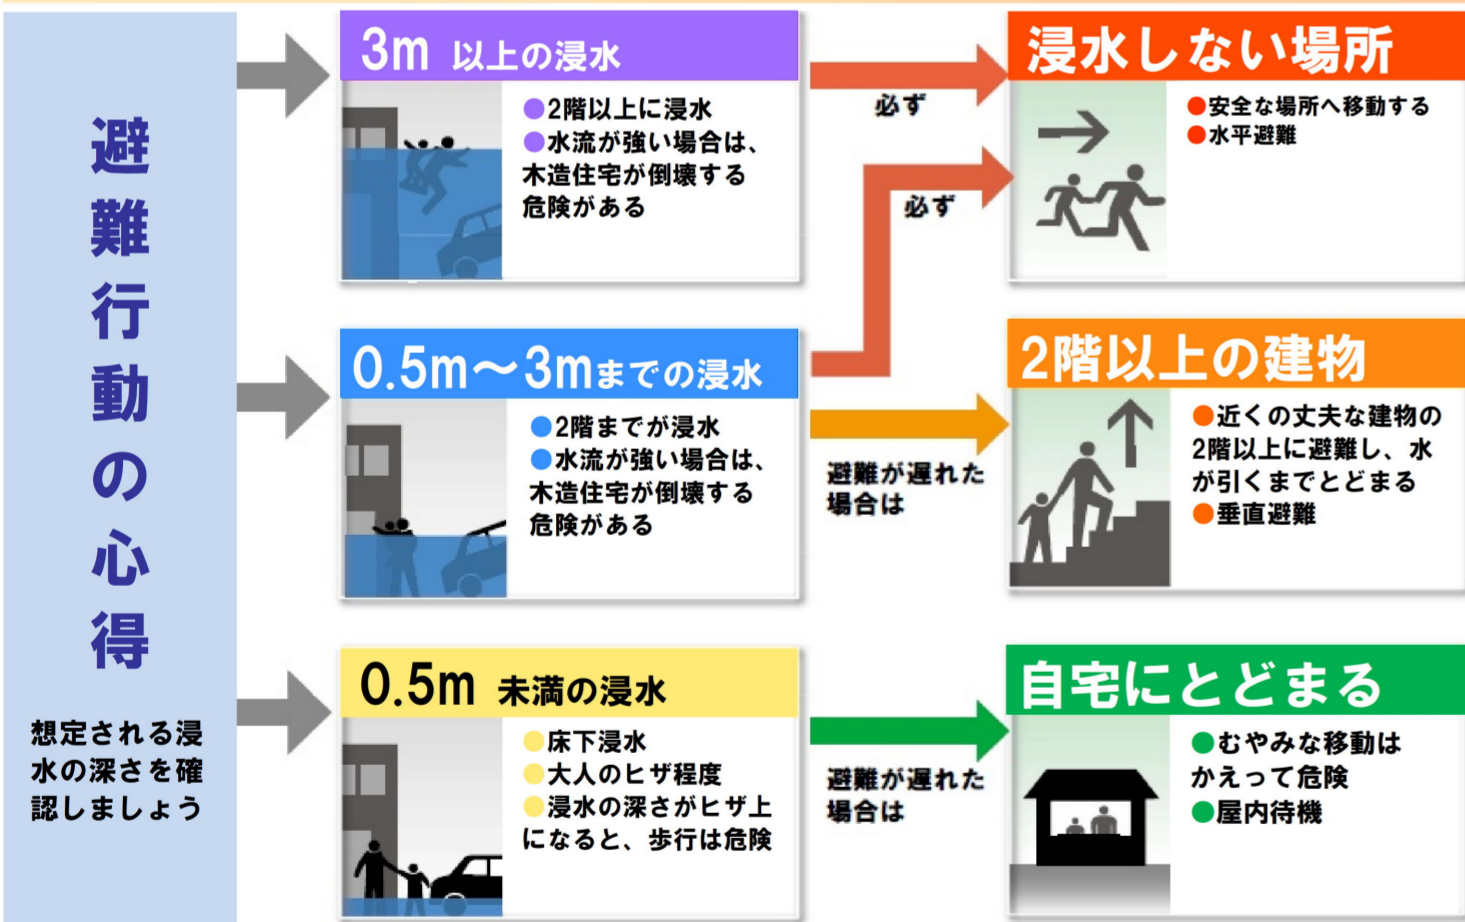 避難行動の心得
想定される浸
水の深さを確
認しましょう
3m 以上の浸水
●2階以上に浸水
●水流が強い場合は、
木造住宅が倒壊する
危険がある
必ず
浸水しない場所
●安全な場所へ移動する
●水平避難
必ず
0.5m～3mまでの浸水
●2階までが浸水
●水流が強い場合は、
木造住宅が倒壊する
危険がある
避難が遅れた
場合は
2階以上の建物
●近くの丈夫な建物の
2階以上に避難し、水
が引くまでとどまる
●垂直避難
0.5m 未満の浸水
●床下浸水
●大人のヒザ程度
●浸水の深さがヒザ上
になると、歩行は危険
避難が遅れた
場合は
自宅にとどまる
●むやみな移動は
かえって危険
●屋内待機